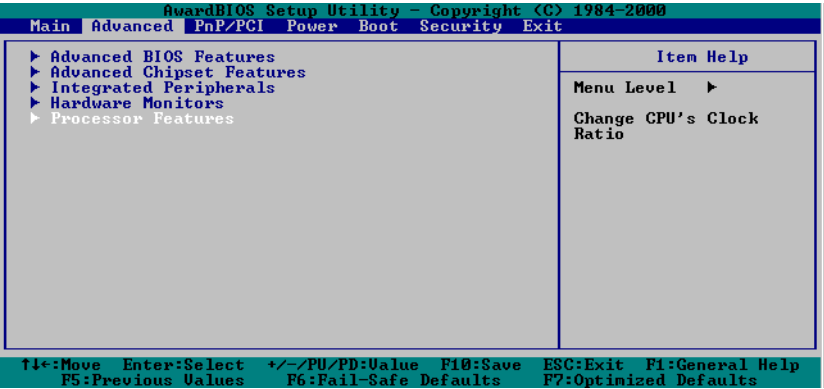 AwardBIOS Setup Utility - Copyright (C) 1984-2000
Main Advanced PnP/PCI Power Boot Security Exit
▶ Advanced BIOS Features
▶ Advanced Chipset Features
▶ Integrated Peripherals
▶ Hardware Monitors
▶ Processor Features
Item Help
Menu Level ▶
Change CPU's Clock
Ratio
↑↓←:Move Enter:Select +/-/PU/PD:Value F10:Save ESC:Exit F1:General Help
F5:Previous Values F6:Fail-Safe Defaults F7:Optimized Defaults